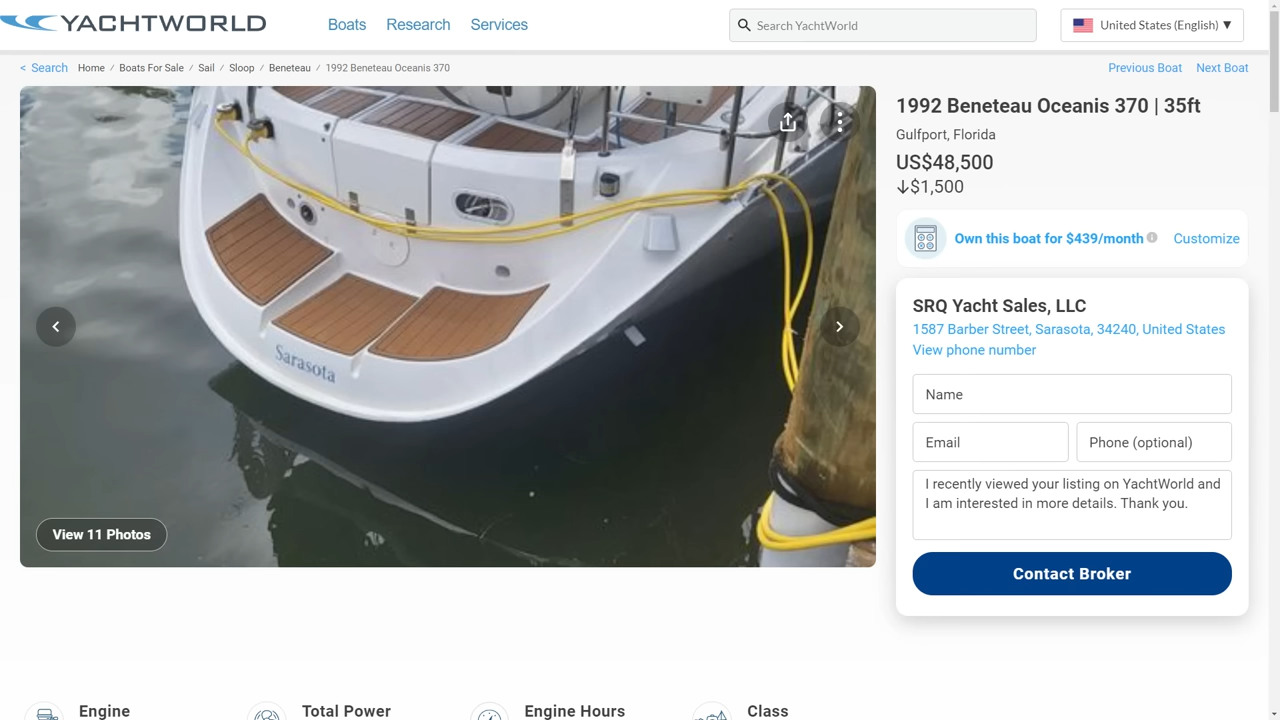 YACHTWORLD
Boats Research Services
Search YachtWorld
United States (English) ▼
< Search Home / Boats For Sale / Sail / Sloop / Beneteau / 1992 Beneteau Oceanis 370
Previous Boat Next Boat
1992 Beneteau Oceanis 370 | 35ft
Gulfport, Florida
US$48,500
↓$1,500
Own this boat for $439/month Customize
SRQ Yacht Sales, LLC
1587 Barber Street, Sarasota, 34240, United States
View phone number
Name
Email Phone (optional)
I recently viewed your listing on YachtWorld and
I am interested in more details. Thank you.
Contact Broker
Sarasota
View 11 Photos
Engine Total Power Engine Hours Class